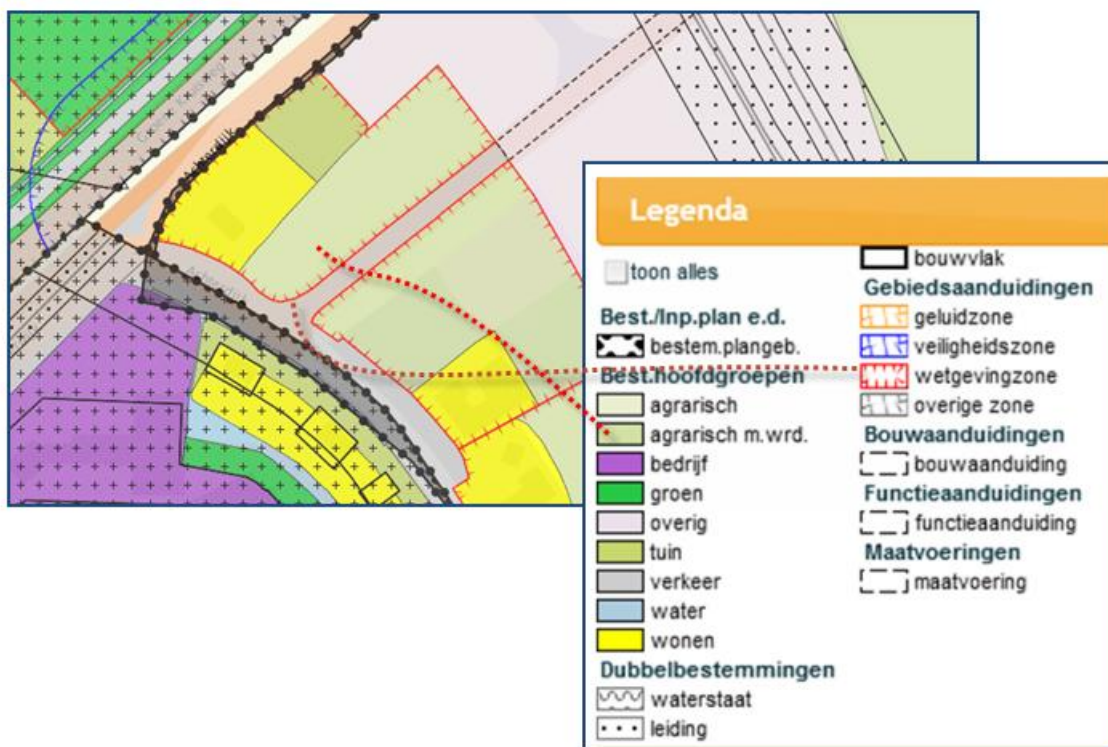 Legenda
toon alles
Best./Inp.plan e.d.
bestem.plangeb.
Best.hoofdgroepen
agrarisch
agrarisch m.wrd.
bedrijf
groen
overig
tuin
verkeer
water
wonen
Dubbelbestemmingen
waterstaat
leiding
bouwvlak
Gebiedsaanduidingen
geluidzone
veiligheidszone
wetgevingzone
overige zone
Bouwaanduidingen
bouwaanduiding
Functieaanduidingen
functieaanduiding
Maatvoeringen
maatvoering